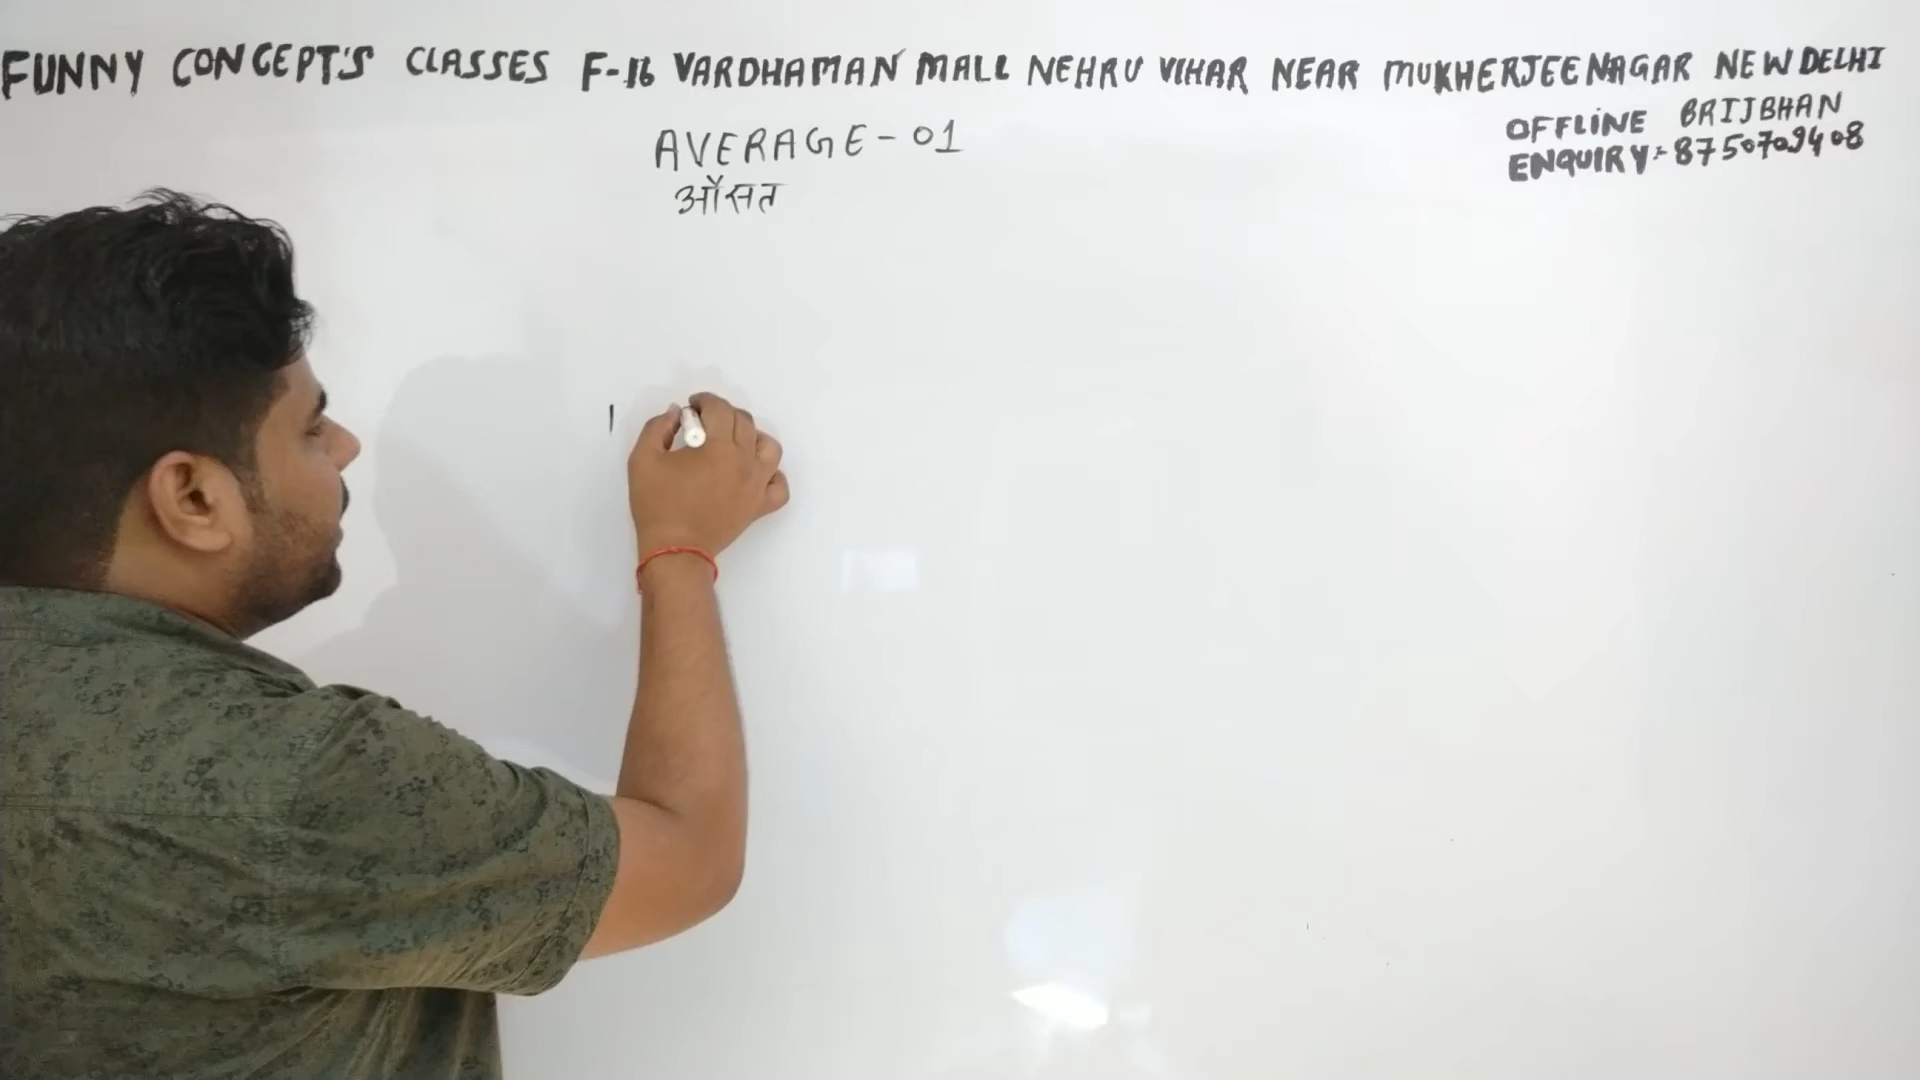 FUNNY CONCEPT'S CLASSES F-16 VARDHAMAN MALL NEHRU VIHAR NEAR MUKHERJEE NAGAR NEW DELHI
OFFLINE BRIJBHAN
ENQUIRY:- 8750709408
AVERAGE - 01
औसत